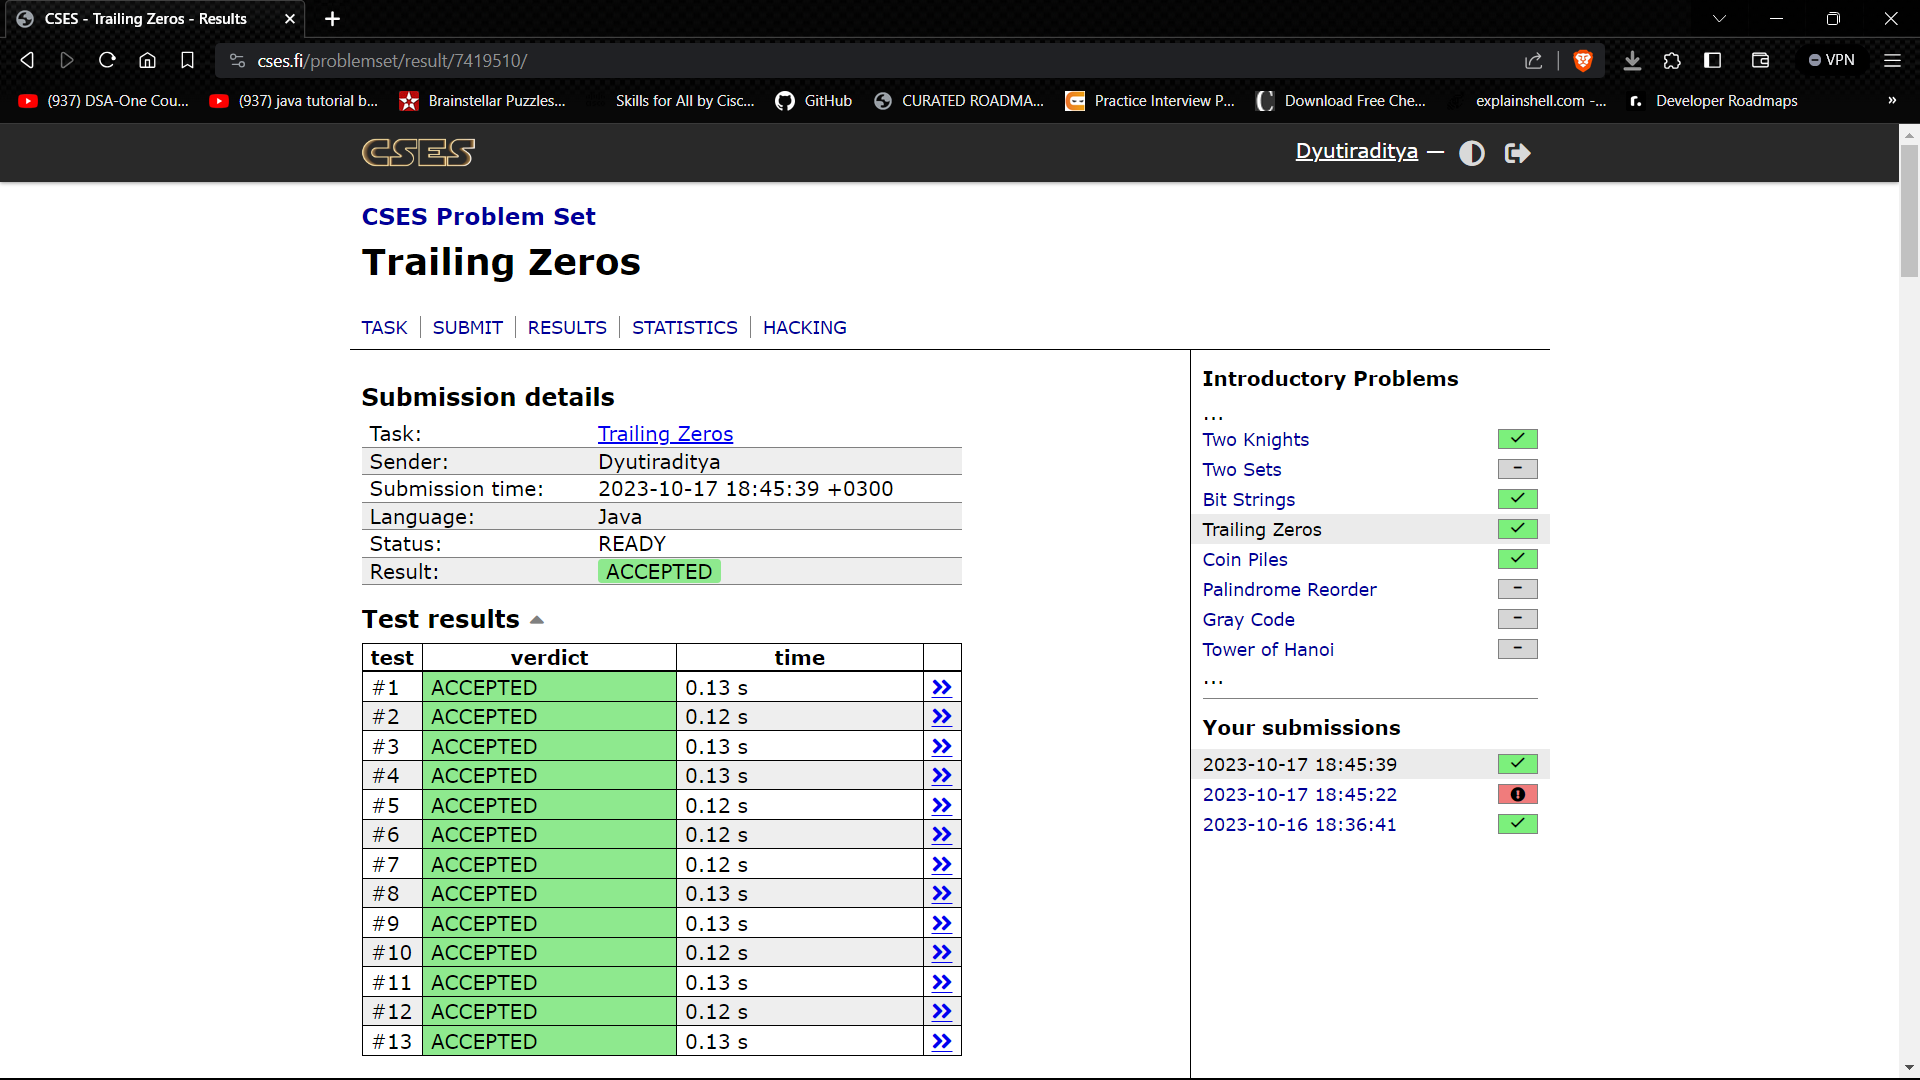 CSES - Trailing Zeros - Results
cses.fi/problemset/result/7419510/
VPN
(937) DSA-One Cou...
(937) java tutorial b...
Brainstellar Puzzles...
Skills for All by Cisc...
GitHub
CURATED ROADMA...
Practice Interview P...
Download Free Che...
explainshell.com -...
Developer Roadmaps
»
CSES
Dyutiraditya —
CSES Problem Set
Trailing Zeros
TASK | SUBMIT | RESULTS | STATISTICS | HACKING
Submission details
Task: Trailing Zeros
Sender: Dyutiraditya
Submission time: 2023-10-17 18:45:39 +0300
Language: Java
Status: READY
Result: ACCEPTED
Test results
test verdict time
#1 ACCEPTED 0.13 s »
#2 ACCEPTED 0.12 s »
#3 ACCEPTED 0.13 s »
#4 ACCEPTED 0.13 s »
#5 ACCEPTED 0.12 s »
#6 ACCEPTED 0.12 s »
#7 ACCEPTED 0.12 s »
#8 ACCEPTED 0.13 s »
#9 ACCEPTED 0.13 s »
#10 ACCEPTED 0.12 s »
#11 ACCEPTED 0.13 s »
#12 ACCEPTED 0.12 s »
#13 ACCEPTED 0.13 s »
Introductory Problems
...
Two Knights
Two Sets -
Bit Strings
Trailing Zeros
Coin Piles
Palindrome Reorder -
Gray Code -
Tower of Hanoi -
...
Your submissions
2023-10-17 18:45:39
2023-10-17 18:45:22
2023-10-16 18:36:41